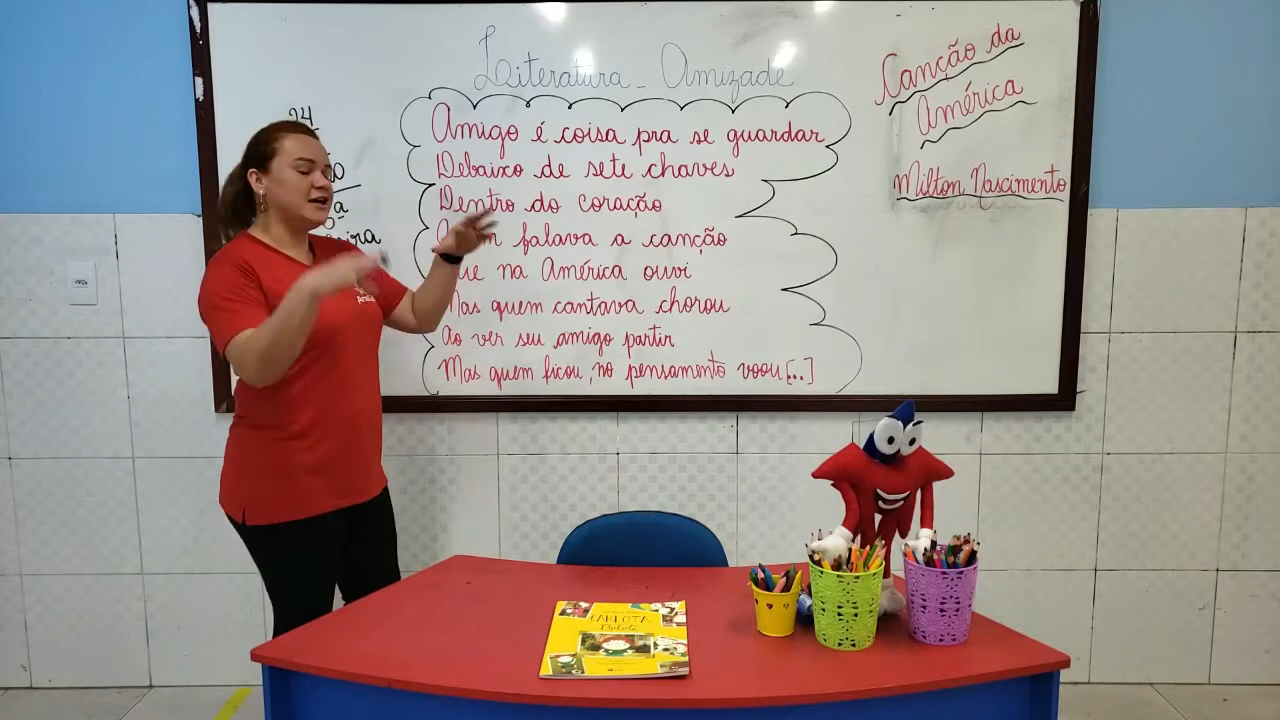 Literatura - Amizade
24
Amigo é coisa pra se guardar
Debaixo de sete chaves
Dentro do coração
falava a canção
na América ouvi
Mas quem cantava chorou
Ao ver seu amigo partir
Mas quem ficou, no pensamento voou [...]
Canção da
América
Milton Nascimento
CARLOTA